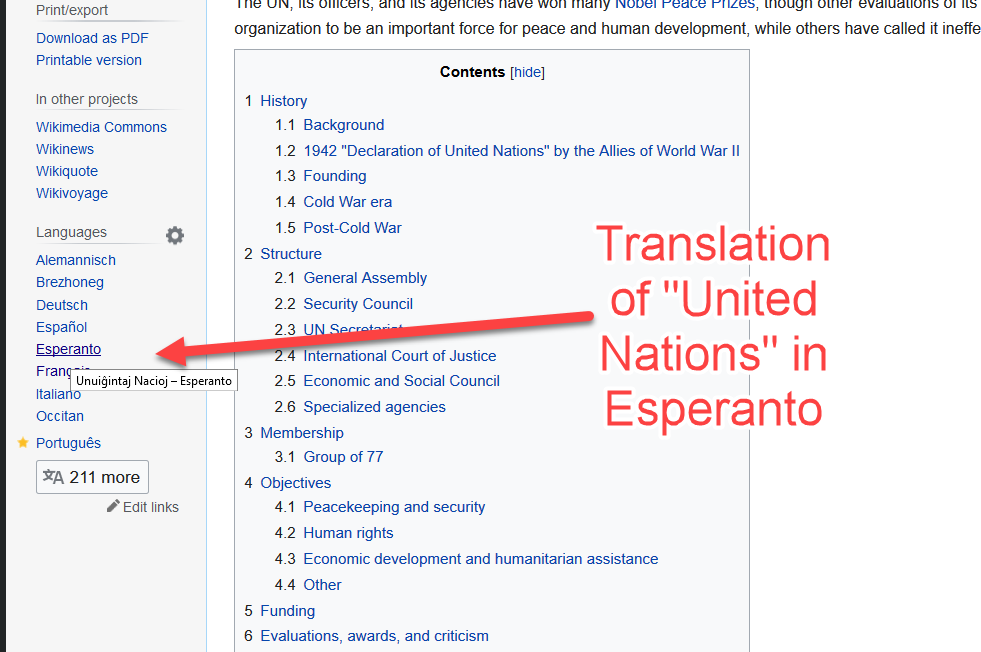 Print/export
Download as PDF
Printable version
In other projects
Wikimedia Commons
Wikinews
Wikiquote
Wikivoyage
Languages
Alemannisch
Brezhoneg
Deutsch
Español
Esperanto
Français
Unuiĝintaj Nacioj – Esperanto
Italiano
Occitan
Português
211 more
Edit links
The UN, its officers, and its agencies have won many Nobel Peace Prizes, though other evaluations of its
organization to be an important force for peace and human development, while others have called it ineffe
Contents [hide]
1 History
1.1 Background
1.2 1942 "Declaration of United Nations" by the Allies of World War II
1.3 Founding
1.4 Cold War era
1.5 Post-Cold War
2 Structure
2.1 General Assembly
2.2 Security Council
2.3 UN Secretariat
2.4 International Court of Justice
2.5 Economic and Social Council
2.6 Specialized agencies
3 Membership
3.1 Group of 77
4 Objectives
4.1 Peacekeeping and security
4.2 Human rights
4.3 Economic development and humanitarian assistance
4.4 Other
5 Funding
6 Evaluations, awards, and criticism
Translation
of "United
Nations" in
Esperanto